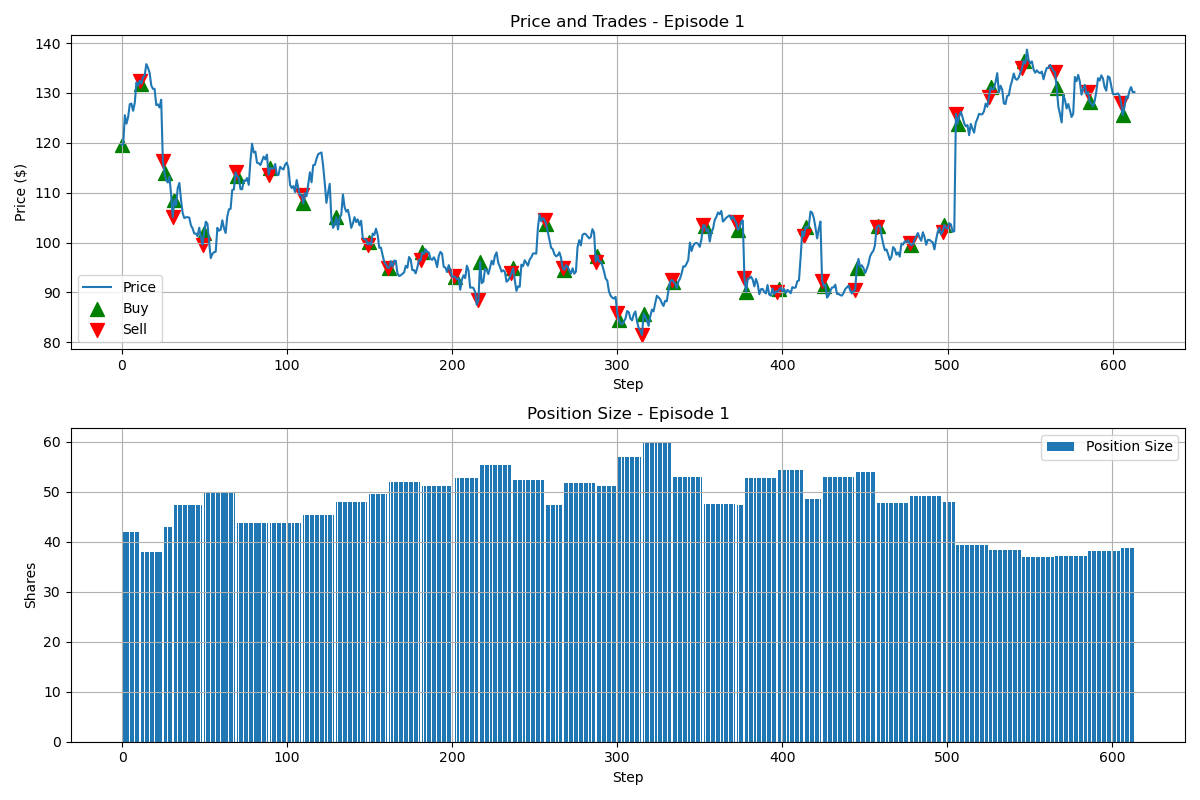 Price and Trades - Episode 1
Price ($)
140
130
120
110
100
90
80
Price
Buy
Sell
0 100 200 300 400 500 600
Step
Position Size - Episode 1
Shares
60
50
40
30
20
10
0
Position Size
0 100 200 300 400 500 600
Step